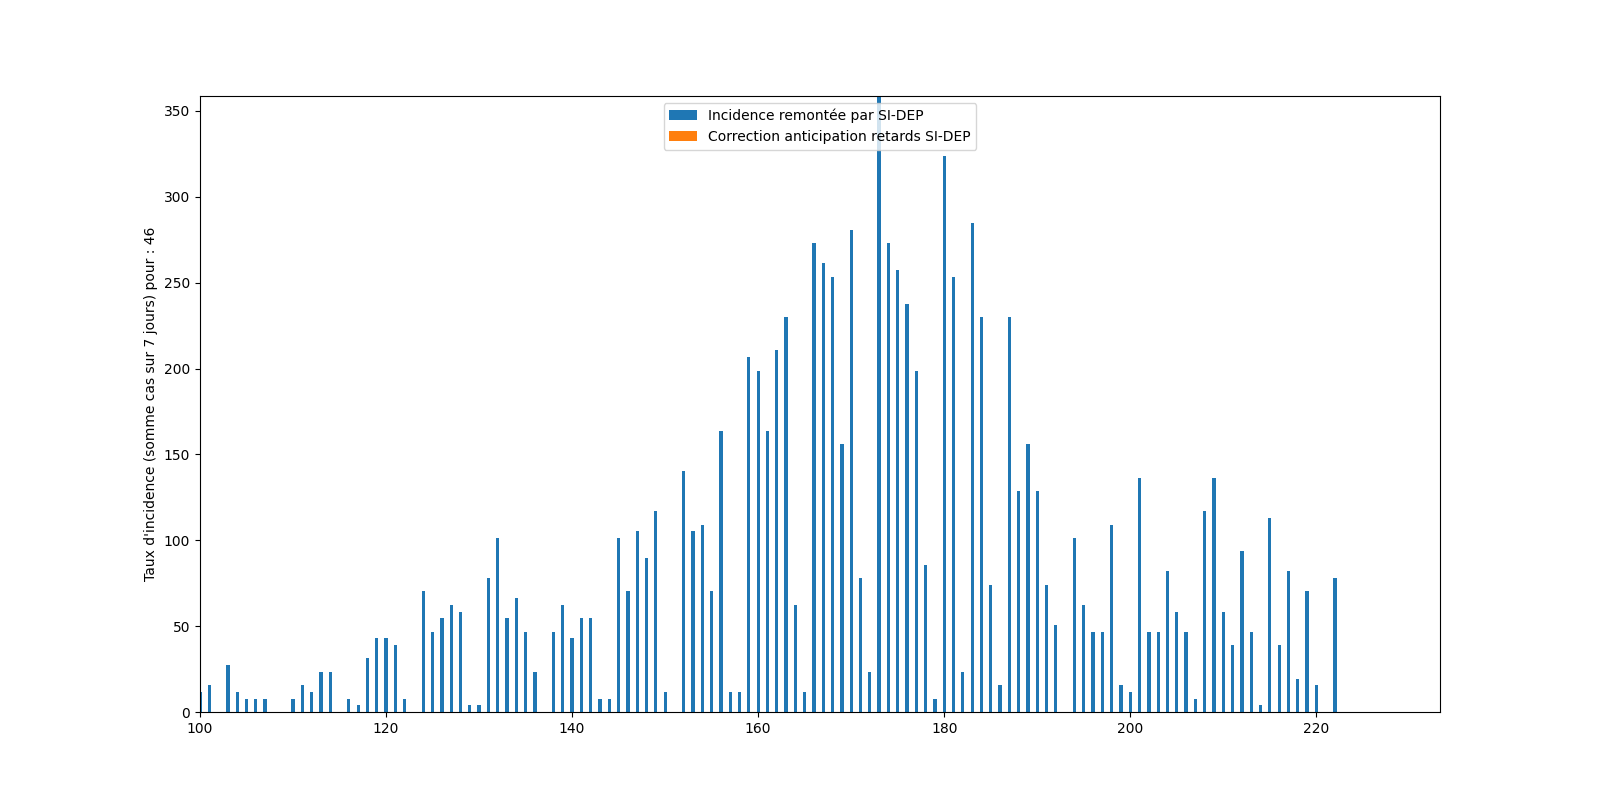 Incidence remontée par SI-DEP
Correction anticipation retards SI-DEP
Taux d'incidence (somme cas sur 7 jours) pour : 46
350
300
250
200
150
100
50
0
100 120 140 160 180 200 220